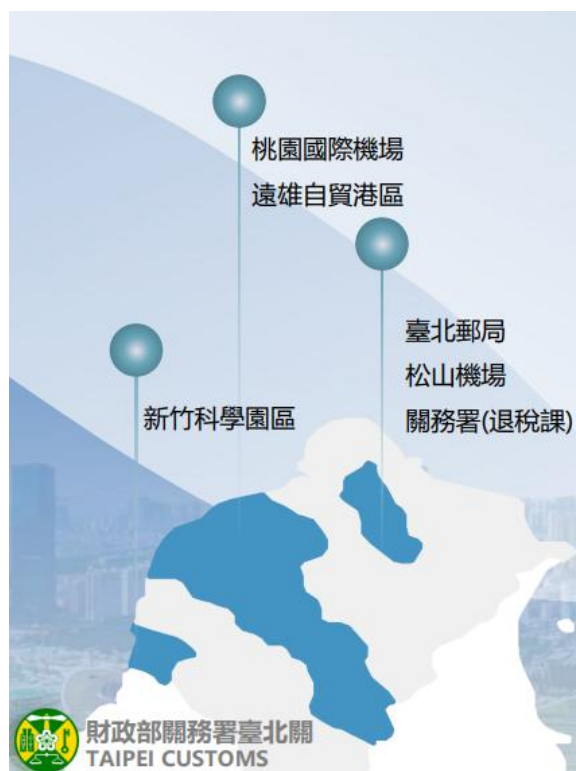 桃園國際機場
遠雄自貿港區
臺北郵局
松山機場
關務署(退稅課)
新竹科學園區
財政部關務署臺北關
TAIPEI CUSTOMS